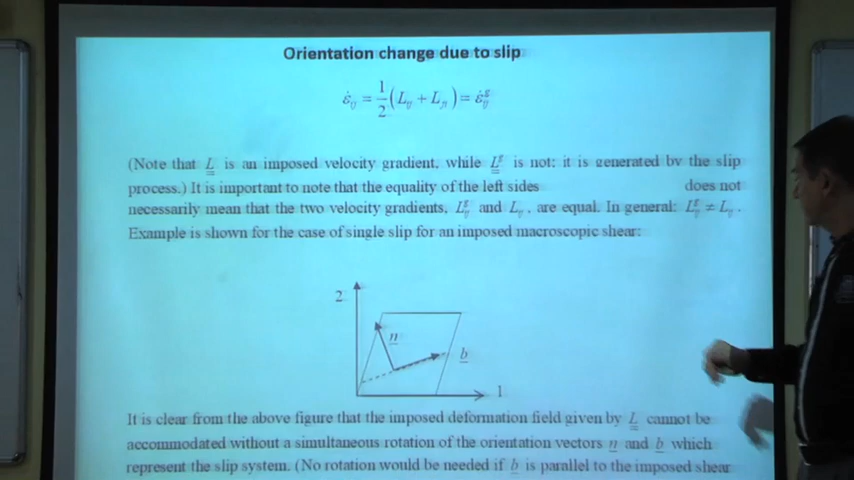 Orientation change due to slip
ε̇ᵢⱼ = 1/2 (Lᵢⱼ + Lⱼᵢ) = ε̇ᵢⱼᵍ
(Note that L is an imposed velocity gradient, while Lᵍ is not; it is generated by the slip
process.) It is important to note that the equality of the left sides does not
necessarily mean that the two velocity gradients, Lᵢⱼᵍ and Lᵢⱼ, are equal. In general: Lᵢⱼᵍ ≠ Lᵢⱼ.
Example is shown for the case of single slip for an imposed macroscopic shear:
2
n
b
1
It is clear from the above figure that the imposed deformation field given by L cannot be
accommodated without a simultaneous rotation of the orientation vectors n and b which
represent the slip system. (No rotation would be needed if b is parallel to the imposed shear